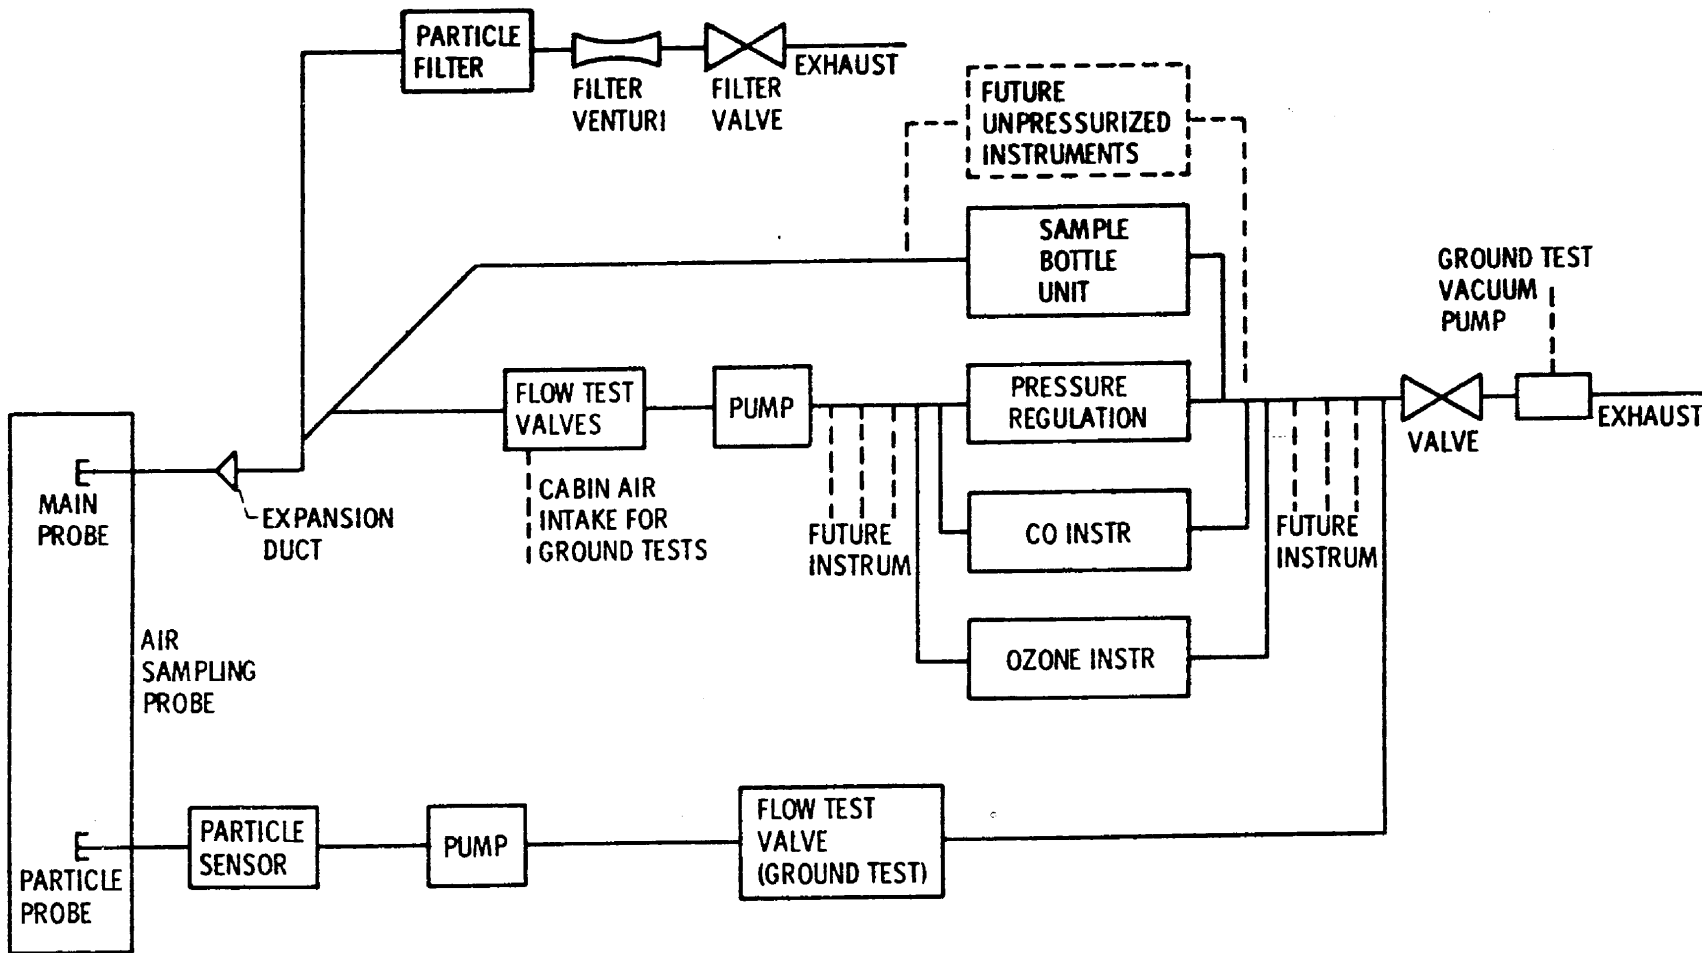 PARTICLE
FILTER
FILTER
VENTURI
FILTER
VALVE
EXHAUST
FUTURE
UNPRESSURIZED
INSTRUMENTS
SAMPLE
BOTTLE
UNIT
GROUND TEST
VACUUM
PUMP
FLOW TEST
VALVES
PUMP
PRESSURE
REGULATION
VALVE
EXHAUST
MAIN
PROBE
EXPANSION
DUCT
CABIN AIR
INTAKE FOR
GROUND TESTS
FUTURE
INSTRUM
CO INSTR
FUTURE
INSTRUM
AIR
SAMPLING
PROBE
OZONE INSTR
PARTICLE
PROBE
PARTICLE
SENSOR
PUMP
FLOW TEST
VALVE
(GROUND TEST)